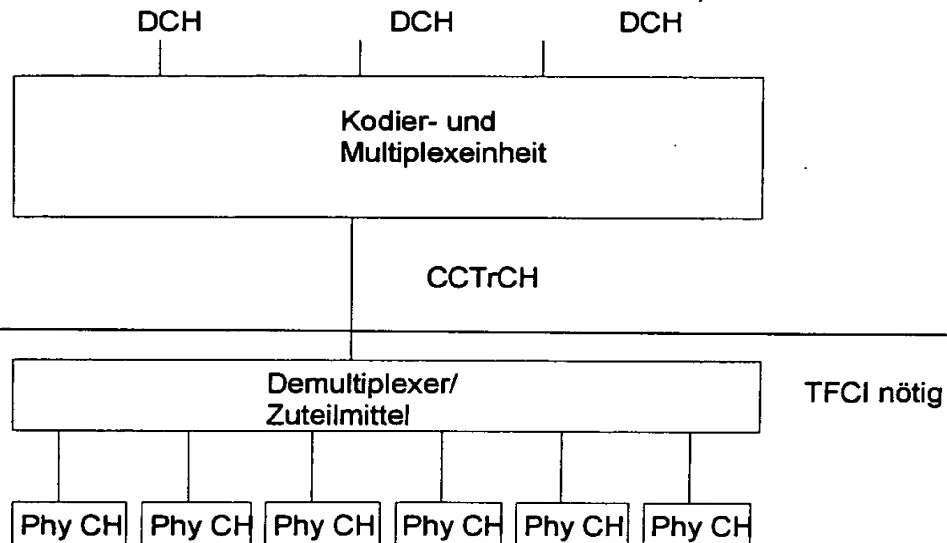 DCH DCH DCH
Kodier- und
Multiplexeinheit
CCTrCH
Demultiplexer/
Zuteilmittel
TFCI nötig
Phy CH Phy CH Phy CH Phy CH Phy CH Phy CH